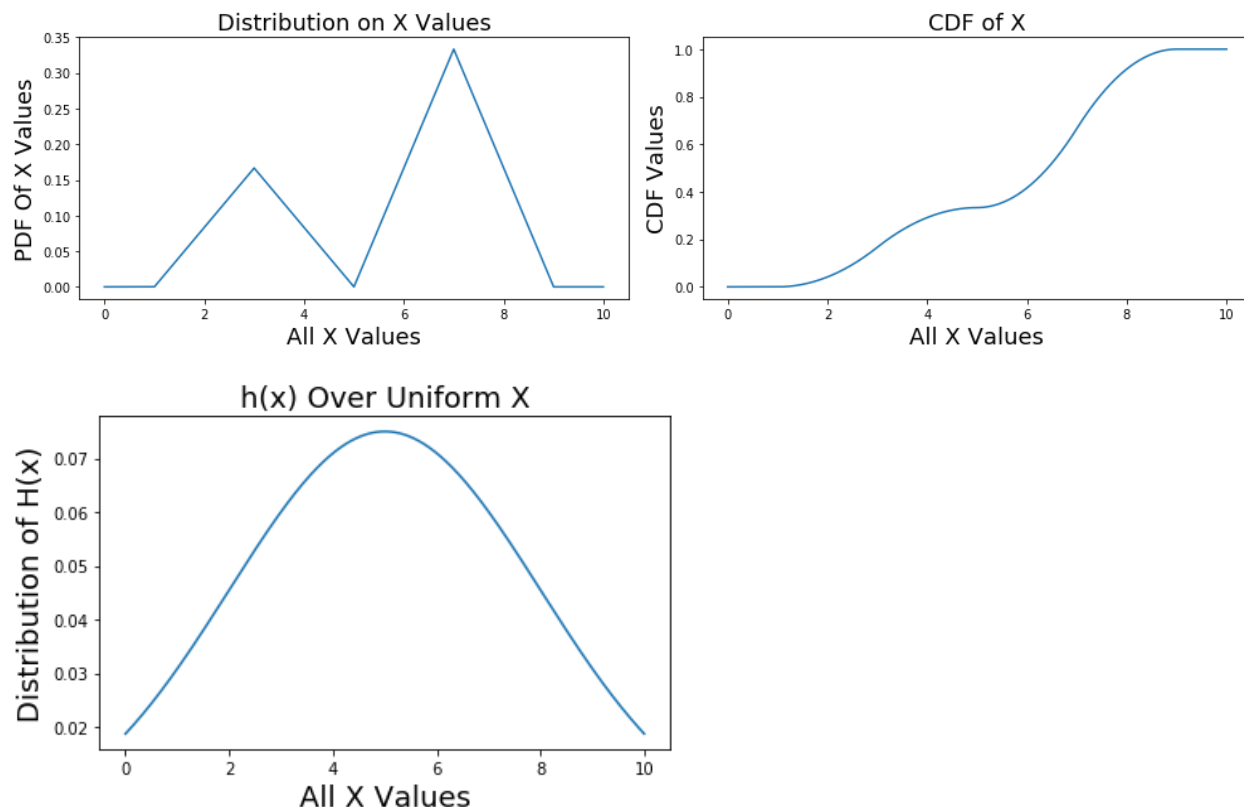 Distribution on X Values
PDF Of X Values
0.35
0.30
0.25
0.20
0.15
0.10
0.05
0.00
0 2 4 6 8 10
All X Values
CDF of X
CDF Values
1.0
0.8
0.6
0.4
0.2
0.0
0 2 4 6 8 10
All X Values
h(x) Over Uniform X
Distribution of H(x)
0.07
0.06
0.05
0.04
0.03
0.02
0 2 4 6 8 10
All X Values